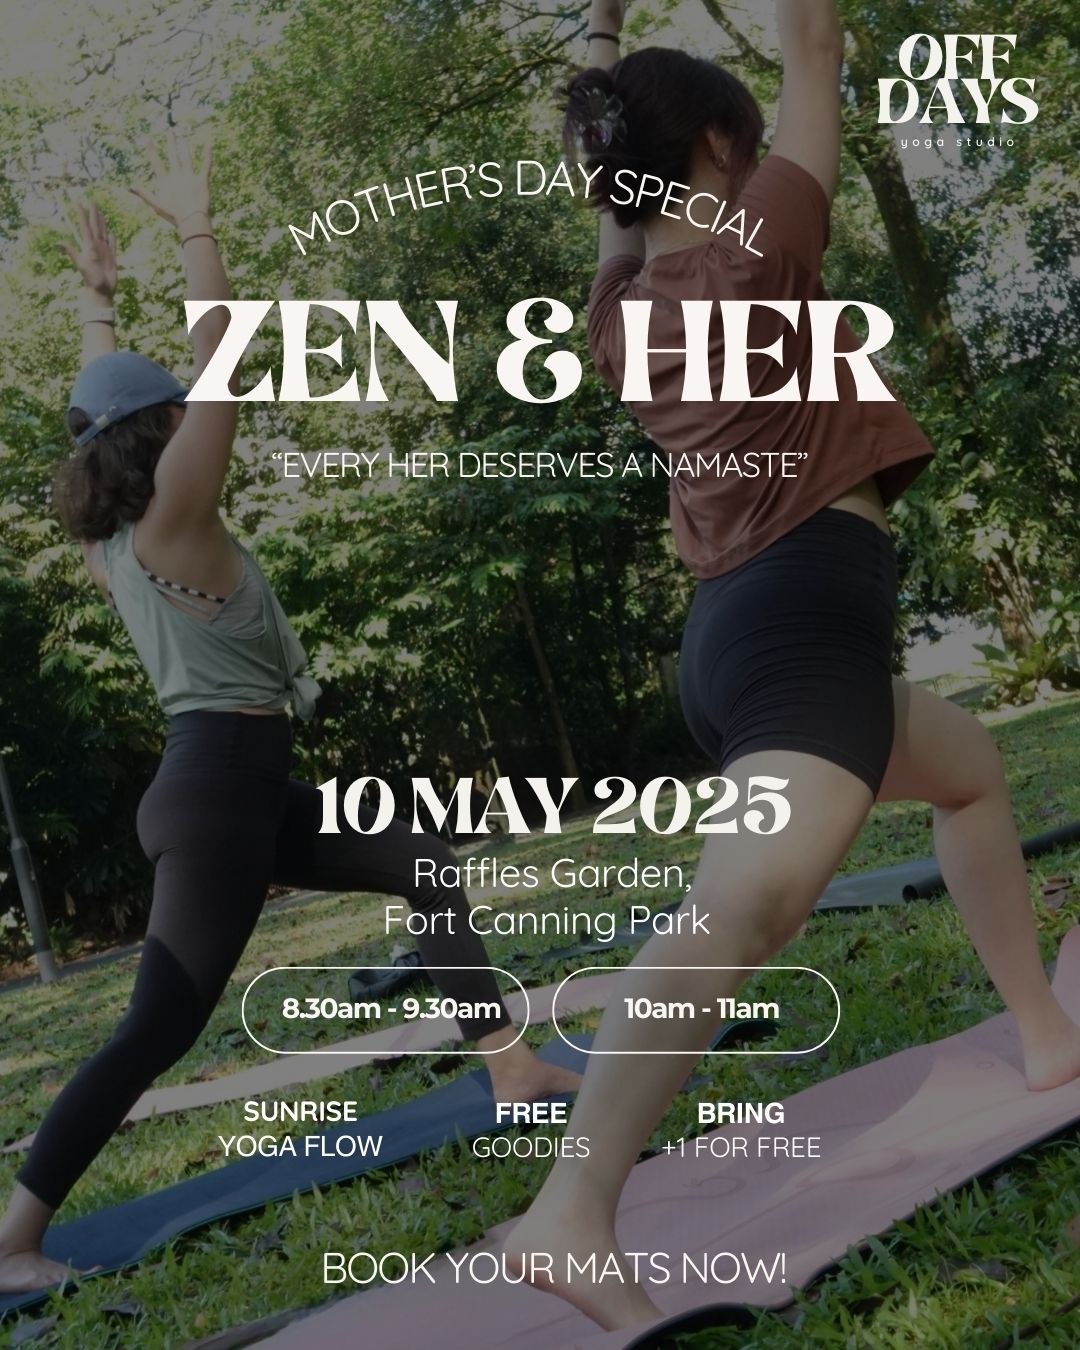 OFF
DAYS
yoga studio
MOTHER'S DAY SPECIAL
ZEN & HER
“EVERY HER DESERVES A NAMASTE”
10 MAY 2025
Raffles Garden,
Fort Canning Park
8.30am - 9.30am
10am - 11am
SUNRISE
YOGA FLOW
FREE
GOODIES
BRING
+1 FOR FREE
BOOK YOUR MATS NOW!